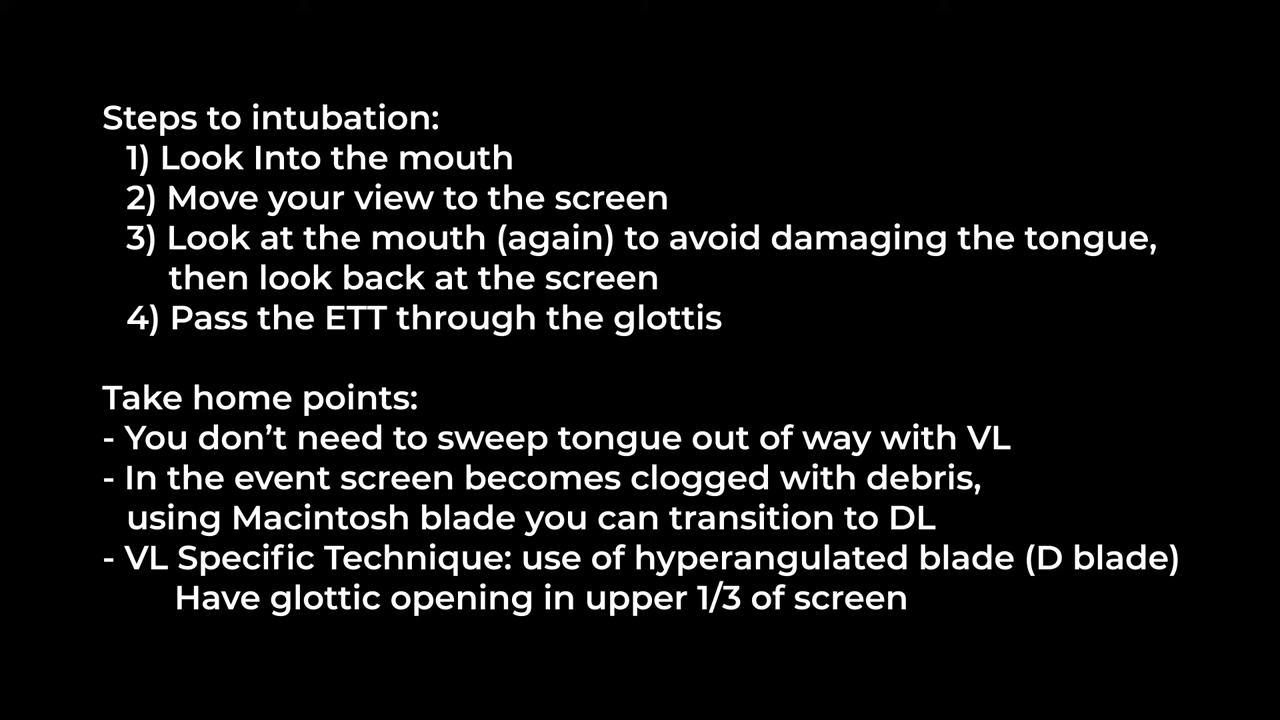 Steps to intubation:
1) Look Into the mouth
2) Move your view to the screen
3) Look at the mouth (again) to avoid damaging the tongue,
then look back at the screen
4) Pass the ETT through the glottis
Take home points:
- You don’t need to sweep tongue out of way with VL
- In the event screen becomes clogged with debris,
using Macintosh blade you can transition to DL
- VL Specific Technique: use of hyperangulated blade (D blade)
Have glottic opening in upper 1/3 of screen